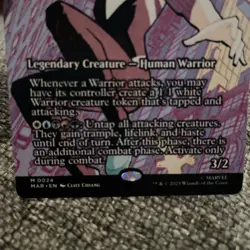 Legendary Creature — Human Warrior
Whenever a Warrior attacks, you may
have its controller create a 1/1 white
Warrior creature token that's tapped and
attacking.
Untap all attacking creatures.
They gain trample, lifelink, and haste
until end of turn. After this phase, there is
an additional combat phase. Activate only
during combat.
3/2
M 0024
MAR • EN CLIFF CHIANG
© MARVEL
™ & © 2025 Wizards of the Coast